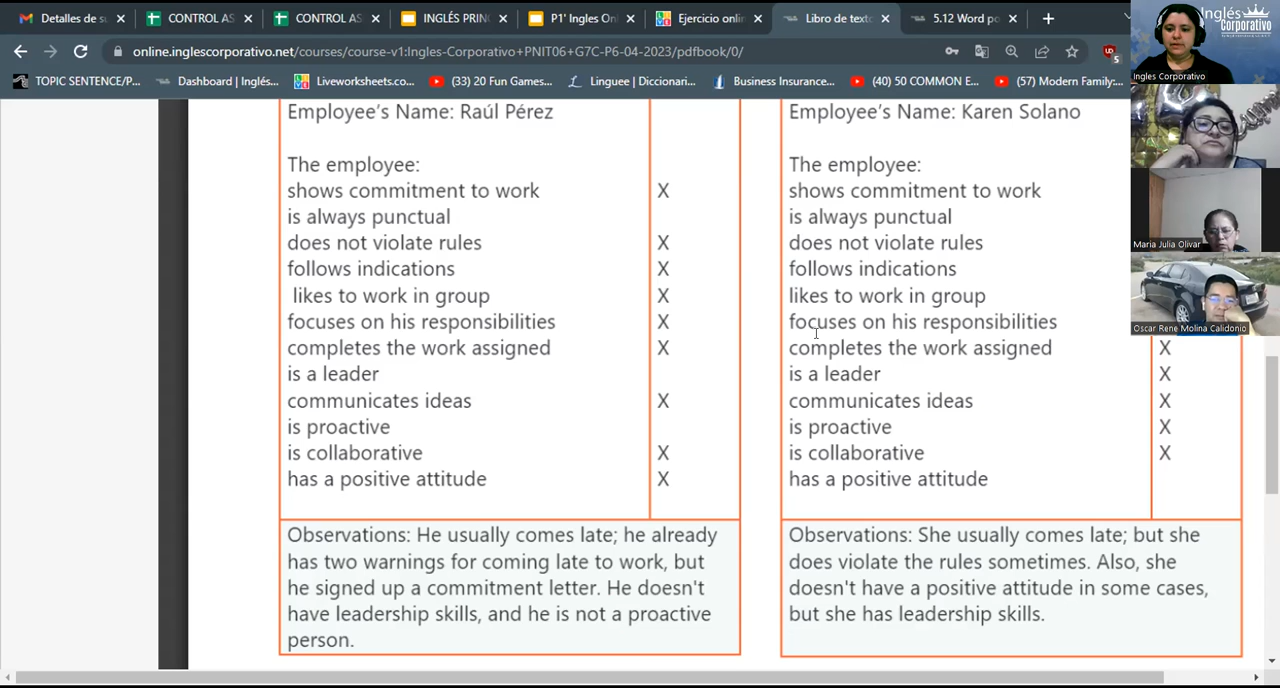 Detalles de su
CONTROL AS
CONTROL AS
INGLÉS PRIN
P1' Ingles Onl
Ejercicio onlin
Libro de texto
5.12 Word po
online.inglescorporativo.net/courses/course-v1:Ingles-Corporativo+PNIT06+G7C-P6-04-2023/pdfbook/0/
5
TOPIC SENTENCE/P...
Dashboard | Inglés...
Liveworksheets.co...
(33) 20 Fun Games...
Linguee | Diccionari...
Business Insurance...
(40) 50 COMMON E...
(57) Modern Family:...
Inglés
Corporativo
Ingles Corporativo
Maria Julia Olivar
Oscar Rene Molina Calidonio
Employee's Name: Raúl Pérez
The employee:
shows commitment to work X
is always punctual
does not violate rules X
follows indications X
likes to work in group X
focuses on his responsibilities X
completes the work assigned X
is a leader
communicates ideas X
is proactive
is collaborative X
has a positive attitude X
Observations: He usually comes late; he already
has two warnings for coming late to work, but
he signed up a commitment letter. He doesn't
have leadership skills, and he is not a proactive
person.
Employee's Name: Karen Solano
The employee:
shows commitment to work
is always punctual
does not violate rules
follows indications
likes to work in group
focuses on his responsibilities
completes the work assigned X
is a leader X
communicates ideas X
is proactive X
is collaborative X
has a positive attitude
Observations: She usually comes late; but she
does violate the rules sometimes. Also, she
doesn't have a positive attitude in some cases,
but she has leadership skills.